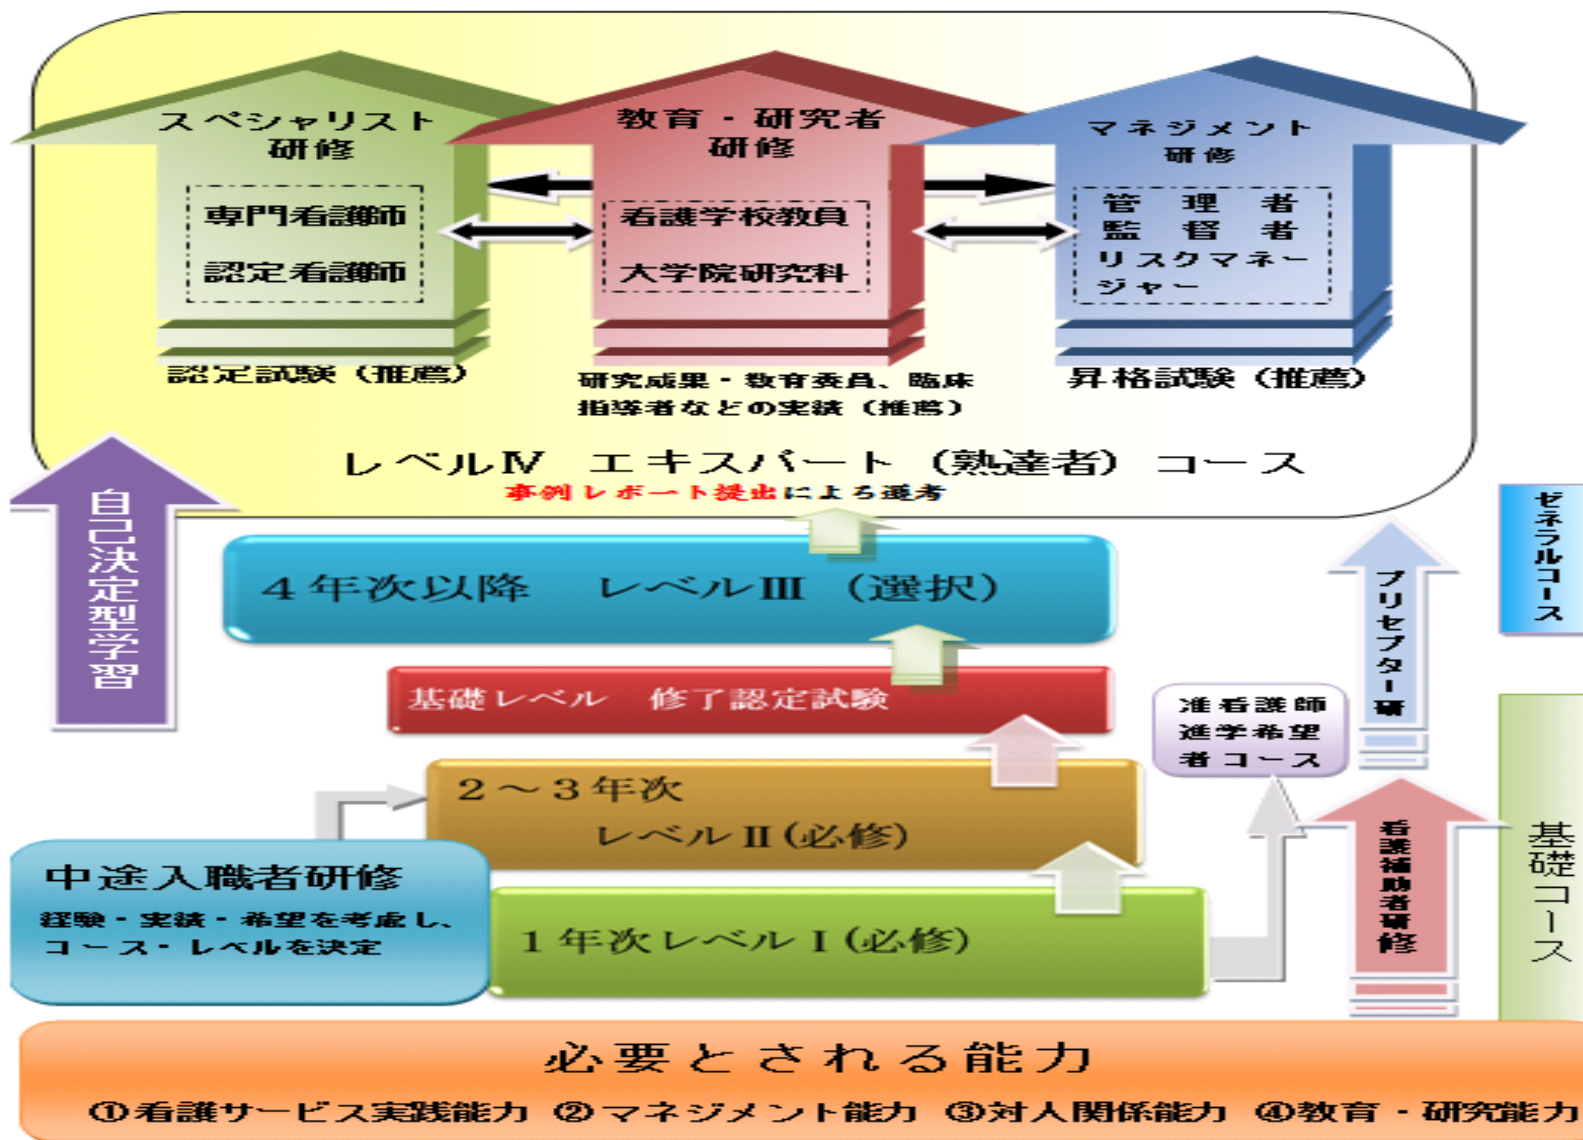 スペシャリスト
研修
専門看護師
認定看護師
認定試験（推薦）
教育・研究者
研修
看護学校教員
大学院研究科
研究成果・教育委員、臨床
指導者などの実績（推薦）
マネジメント
研修
管理者
監督者
リスクマネー
ジャー
昇格試験（推薦）
レベルⅣ　エキスパート（熟達者）コース
事例レポート提出による選考
自己決定型学習
４年次以降　レベルⅢ（選択）
基礎レベル　修了認定試験
２～３年次
レベルⅡ(必修）
中途入職者研修
経験・実績・希望を考慮し、
コース・レベルを決定
１年次レベルⅠ(必修）
准看護師
進学希望
者コース
プリセプター研
看護補助者研修
ゼネラルコース
基礎コース
必要とされる能力
①看護サービス実践能力 ②マネジメント能力 ③対人関係能力 ④教育・研究能力